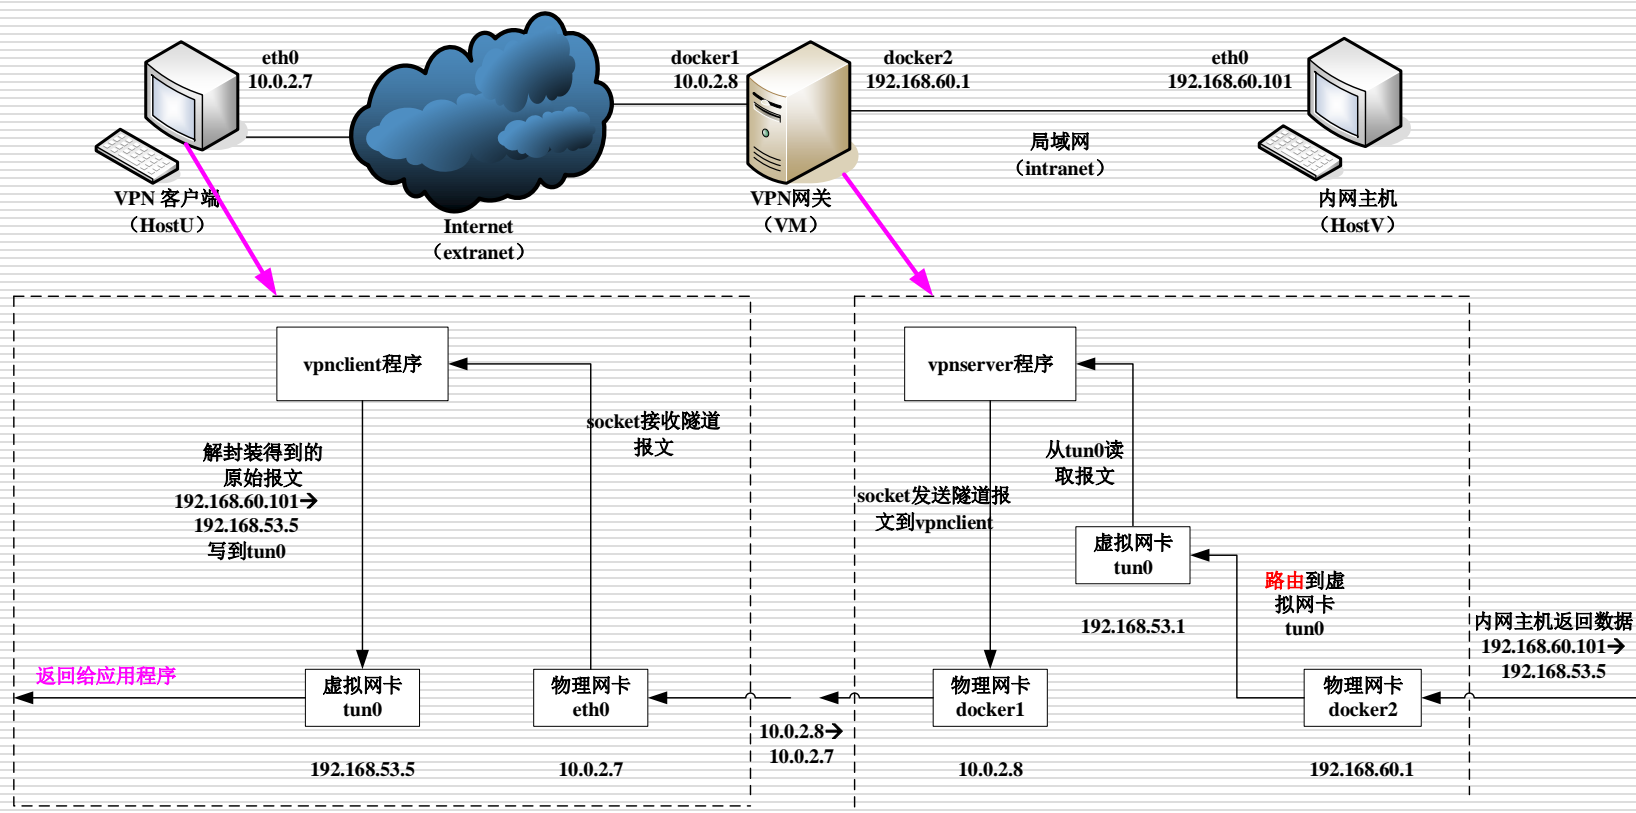 eth0
10.0.2.7
docker1
10.0.2.8
docker2
192.168.60.1
eth0
192.168.60.101
局域网
（intranet）
VPN 客户端
（HostU）
Internet
（extranet）
VPN网关
（VM）
内网主机
（HostV）
vpnclient程序
socket接收隧道
报文
解封装得到的
原始报文
192.168.60.101→
192.168.53.5
写到tun0
返回给应用程序
虚拟网卡
tun0
192.168.53.5
物理网卡
eth0
10.0.2.7
10.0.2.8→
10.0.2.7
vpnserver程序
从tun0读
取报文
socket发送隧道报
文到vpnclient
虚拟网卡
tun0
192.168.53.1
路由到虚
拟网卡
tun0
物理网卡
docker1
10.0.2.8
物理网卡
docker2
192.168.60.1
内网主机返回数据
192.168.60.101→
192.168.53.5